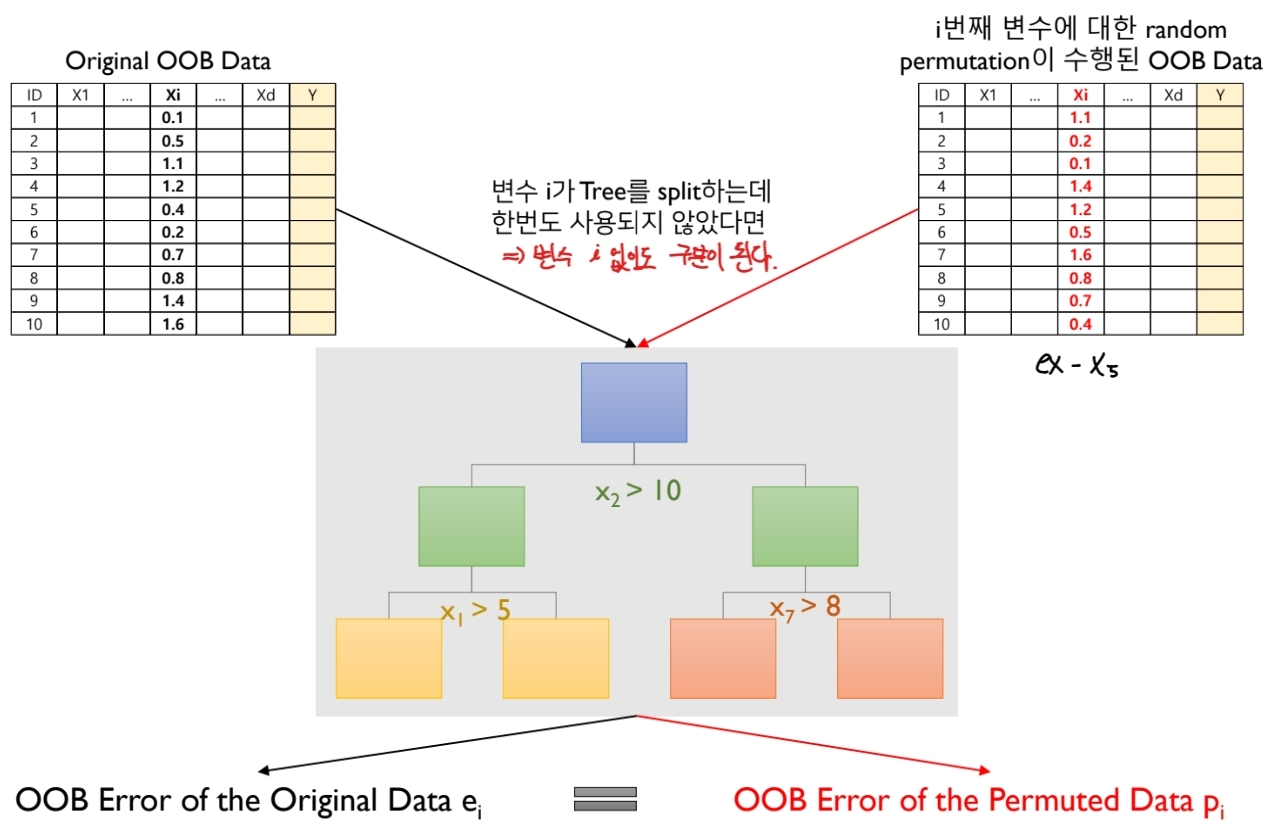 Original OOB Data
ID X1 ... Xi ... Xd Y
1 0.1
2 0.5
3 1.1
4 1.2
5 0.4
6 0.2
7 0.7
8 0.8
9 1.4
10 1.6
i번째 변수에 대한 random
permutation이 수행된 OOB Data
ID X1 ... Xi ... Xd Y
1 1.1
2 0.2
3 0.1
4 1.4
5 1.2
6 0.5
7 1.6
8 0.8
9 0.7
10 0.4
ex - x5
변수 i가 Tree를 split하는데
한번도 사용되지 않았다면
=> 변수 i 없이도 구분이 된다.
x2 > 10
x1 > 5
x7 > 8
OOB Error of the Original Data ei
OOB Error of the Permuted Data pi